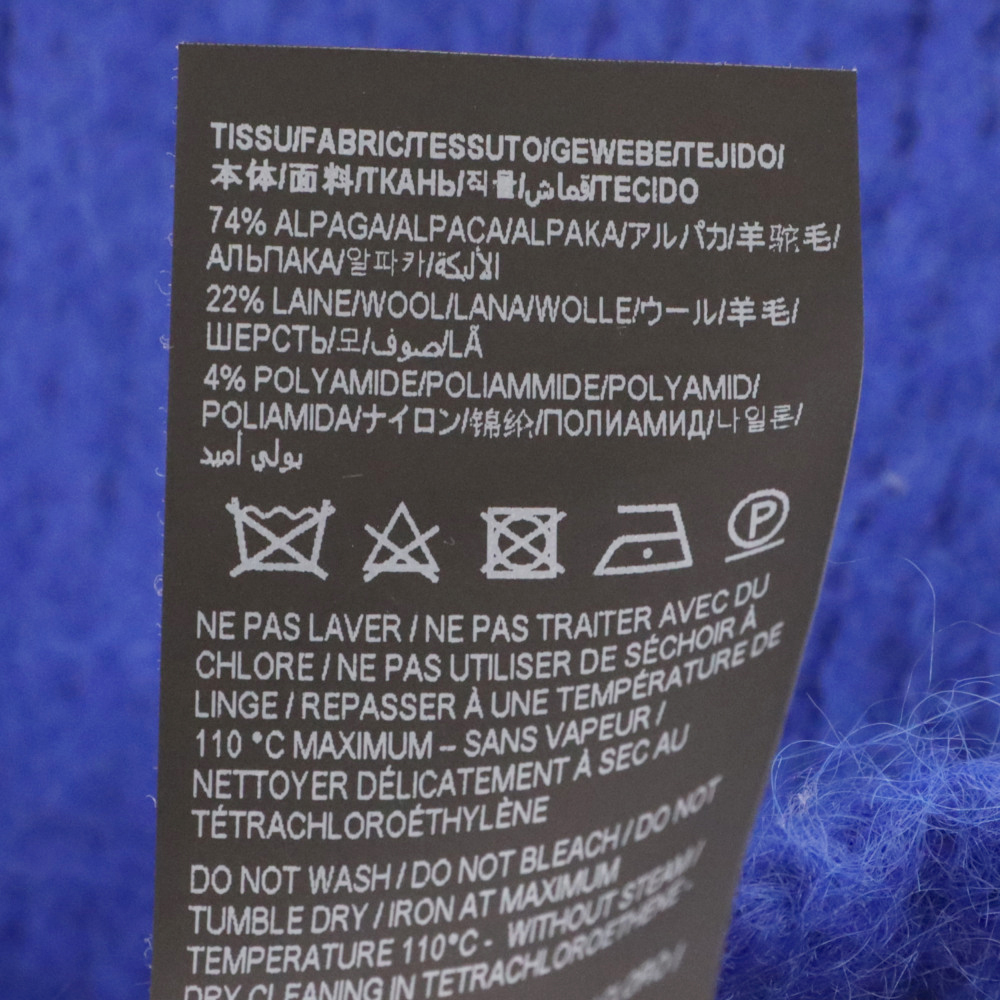 TISSU/FABRIC/TESSUTO/GEWEBE/TEJIDO/
本体/面料/ТКАНЬ/직물/قماش/TECIDO
74% ALPAGA/ALPACA/ALPAKA/アルパカ/羊驼毛/
АЛЬПАКА/알파카/الألبكة
22% LAINE/WOOL/LANA/WOLLE/ウール/羊毛/
ШЕРСТЬ/모/صوف/LÃ
4% POLYAMIDE/POLIAMMIDE/POLYAMID/
POLIAMIDA/ナイロン/锦纶/ПОЛИАМИД/나일론/
بولي أميد
P
NE PAS LAVER / NE PAS TRAITER AVEC DU
CHLORE / NE PAS UTILISER DE SÉCHOIR À
LINGE / REPASSER À UNE TEMPÉRATURE DE
110 °C MAXIMUM – SANS VAPEUR /
NETTOYER DÉLICATEMENT À SEC AU
TÉTRACHLOROÉTHYLÈNE
DO NOT WASH / DO NOT BLEACH / DO NOT
TUMBLE DRY / IRON AT MAXIMUM
TEMPERATURE 110°C - WITHOUT STEAM /
DRY CLEANING IN TETRACHLOROETHENE